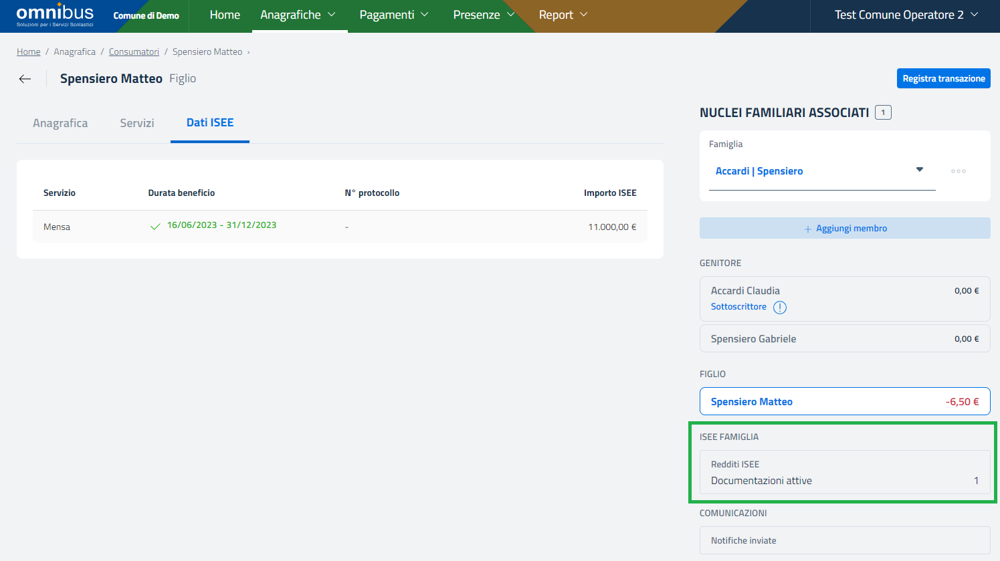 omnibus
Soluzioni per i Servizi Scolastici
Comune di Demo
Home
Anagrafiche
Pagamenti
Presenze
Report
Test Comune Operatore 2
Home / Anagrafica / Consumatori / Spensiero Matteo ›
Spensiero Matteo Figlio
Registra transazione
Anagrafica
Servizi
Dati ISEE
Servizio Durata beneficio N° protocollo Importo ISEE
Mensa 16/06/2023 - 31/12/2023 - 11.000,00 €
NUCLEI FAMILIARI ASSOCIATI 1
Famiglia
Accardi | Spensiero
+ Aggiungi membro
GENITORE
Accardi Claudia 0,00 €
Sottoscrittore !
Spensiero Gabriele 0,00 €
FIGLIO
Spensiero Matteo -6,50 €
ISEE FAMIGLIA
Redditi ISEE
Documentazioni attive 1
COMUNICAZIONI
Notifiche inviate